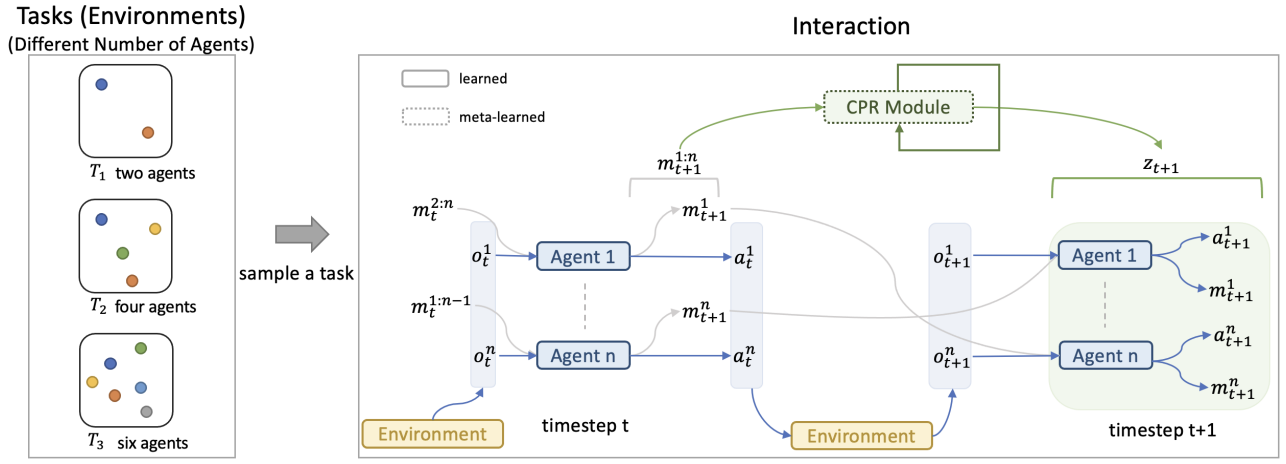 Tasks (Environments)
(Different Number of Agents)
T₁ two agents
T₂ four agents
T₃ six agents
sample a task
Interaction
learned
meta-learned
CPR Module
m_{t+1}^{1:n}
z_{t+1}
m_t^{2:n}
m_{t+1}^1
o_t^1
Agent 1
a_t^1
m_t^{1:n-1}
m_{t+1}^n
o_t^n
Agent n
a_t^n
Environment
timestep t
Environment
o_{t+1}^1
Agent 1
a_{t+1}^1
m_{t+1}^1
o_{t+1}^n
Agent n
a_{t+1}^n
m_{t+1}^n
timestep t+1